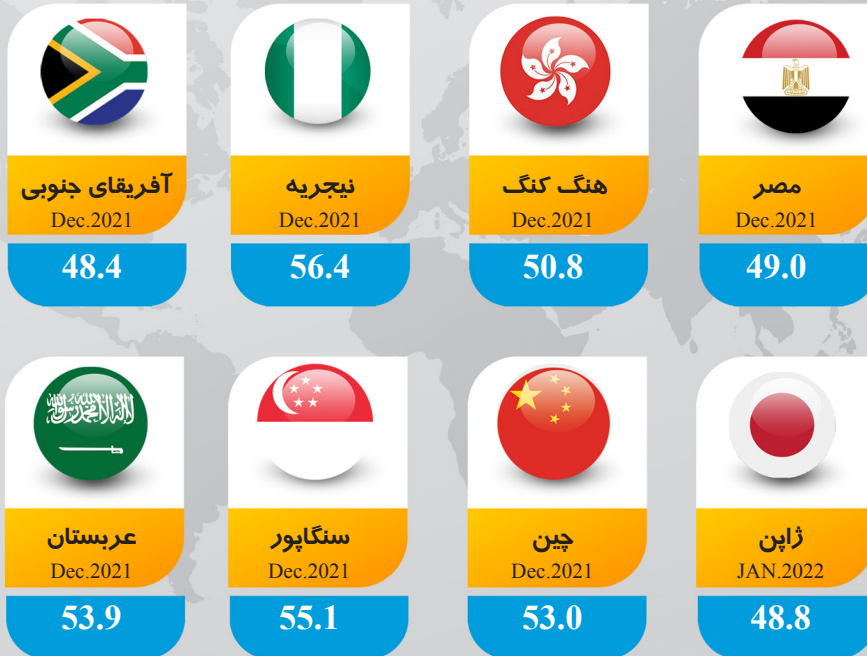 مصر
Dec.2021
49.0
هنگ کنگ
Dec.2021
50.8
نیجریه
Dec.2021
56.4
آفریقای جنوبی
Dec.2021
48.4
ژاپن
JAN.2022
48.8
چین
Dec.2021
53.0
سنگاپور
Dec.2021
55.1
عربستان
Dec.2021
53.9